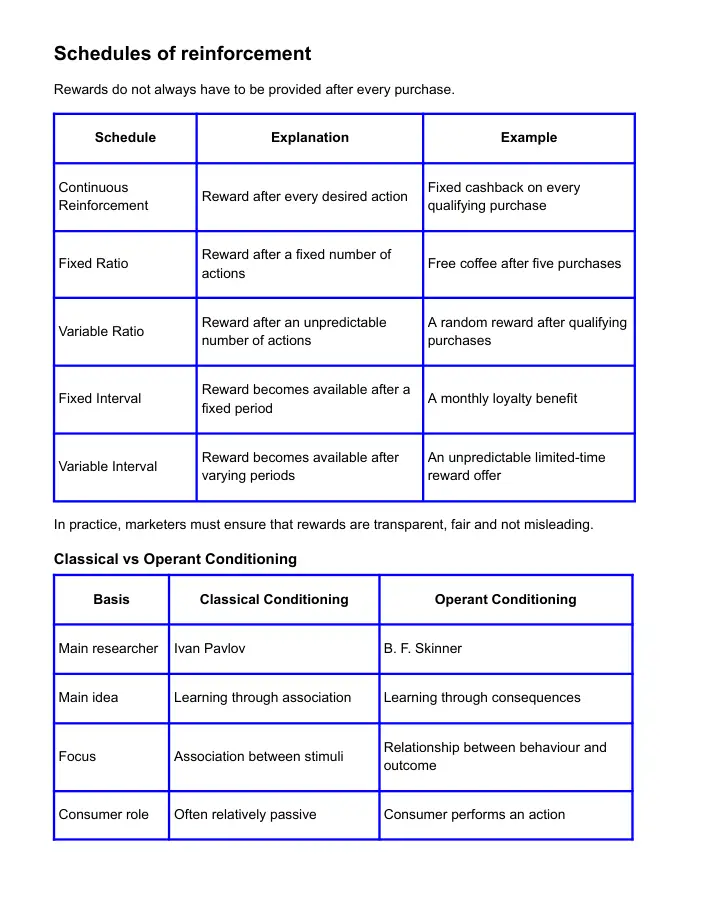 Schedules of reinforcement
Rewards do not always have to be provided after every purchase.
Schedule Explanation Example
Continuous
Reinforcement
Reward after every desired action
Fixed cashback on every
qualifying purchase
Fixed Ratio
Reward after a fixed number of
actions
Free coffee after five purchases
Variable Ratio
Reward after an unpredictable
number of actions
A random reward after qualifying
purchases
Fixed Interval
Reward becomes available after a
fixed period
A monthly loyalty benefit
Variable Interval
Reward becomes available after
varying periods
An unpredictable limited-time
reward offer
In practice, marketers must ensure that rewards are transparent, fair and not misleading.
Classical vs Operant Conditioning
Basis Classical Conditioning Operant Conditioning
Main researcher Ivan Pavlov B. F. Skinner
Main idea Learning through association Learning through consequences
Focus
Association between stimuli
Relationship between behaviour and
outcome
Consumer role Often relatively passive Consumer performs an action